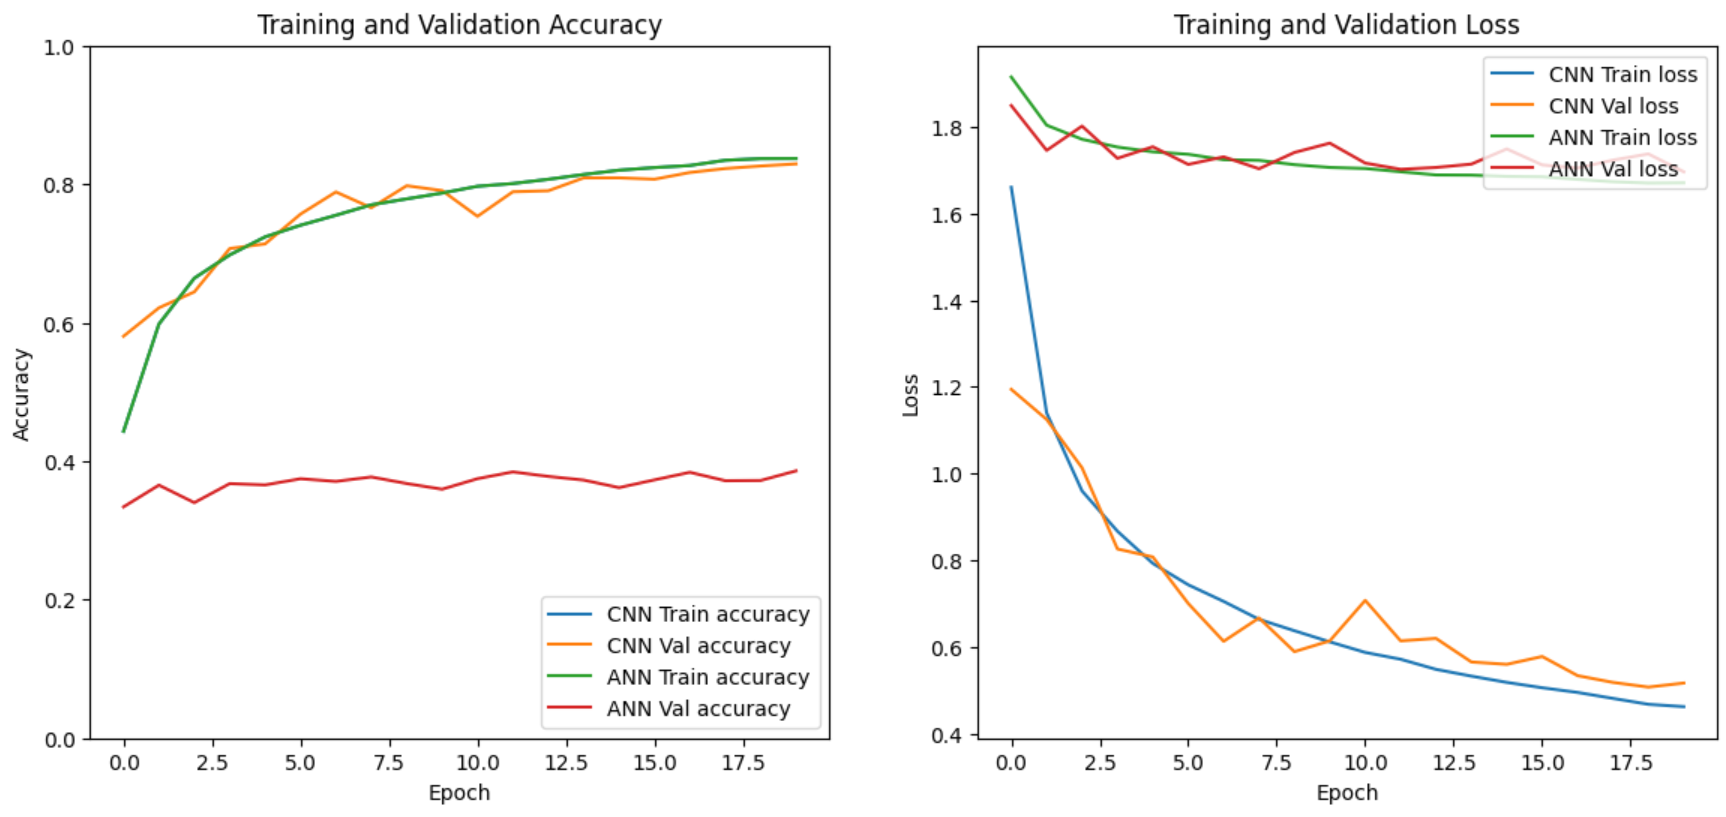 Training and Validation Accuracy
1.0
0.8
0.6
0.4
0.2
0.0
Accuracy
CNN Train accuracy
CNN Val accuracy
ANN Train accuracy
ANN Val accuracy
0.0 2.5 5.0 7.5 10.0 12.5 15.0 17.5
Epoch
Training and Validation Loss
CNN Train loss
CNN Val loss
ANN Train loss
ANN Val loss
1.8
1.6
1.4
1.2
1.0
0.8
0.6
0.4
Loss
0.0 2.5 5.0 7.5 10.0 12.5 15.0 17.5
Epoch